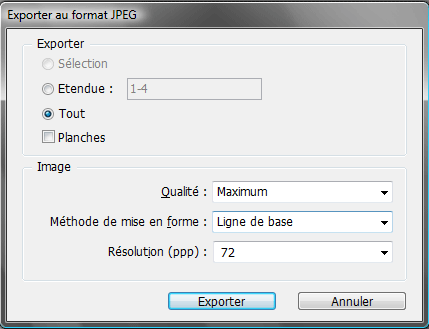 Exporter au format JPEG
Exporter
Sélection
Etendue : 1-4
Tout
Planches
Image
Qualité : Maximum
Méthode de mise en forme : Ligne de base
Résolution (ppp) : 72
Exporter Annuler